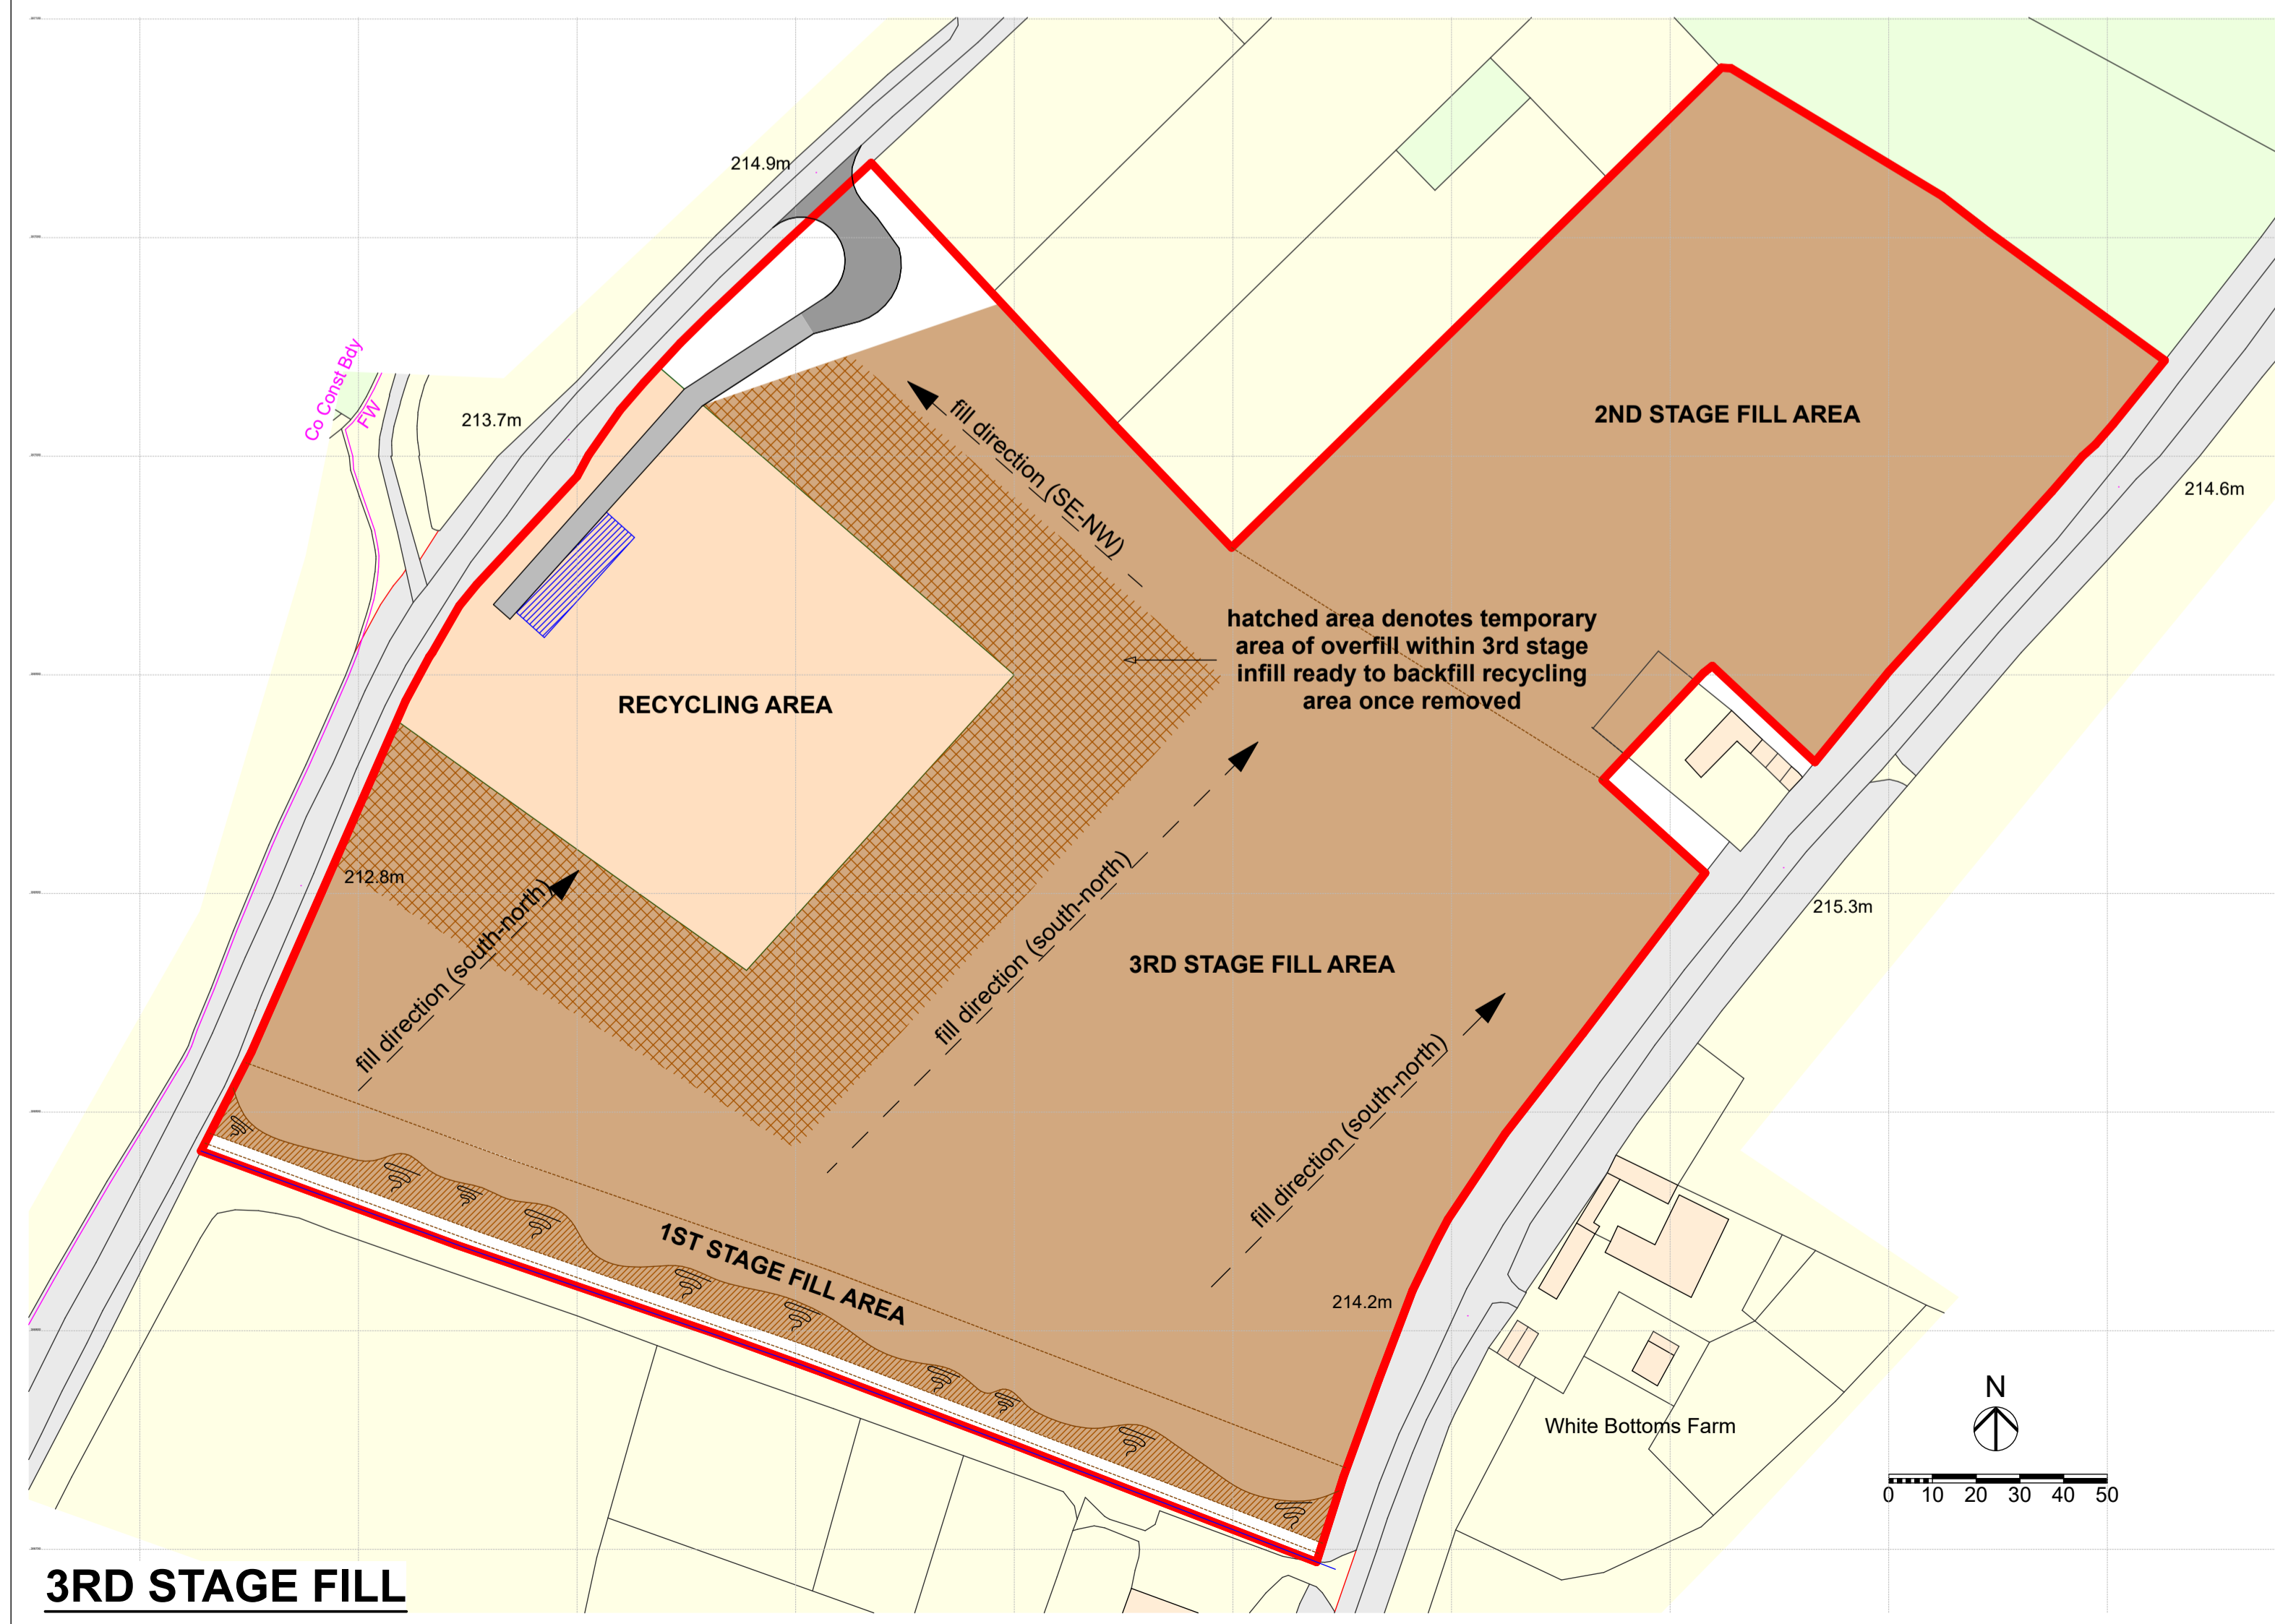 214.9m
Co Const Bdy
FW
213.7m
fill direction (SE-NW)
2ND STAGE FILL AREA
214.6m
hatched area denotes temporary
area of overfill within 3rd stage
infill ready to backfill recycling
area once removed
RECYCLING AREA
212.8m
fill direction (south-north)
fill direction (south-north)
3RD STAGE FILL AREA
215.3m
fill direction (south-north)
1ST STAGE FILL AREA
214.2m
N
White Bottoms Farm
0 10 20 30 40 50
3RD STAGE FILL